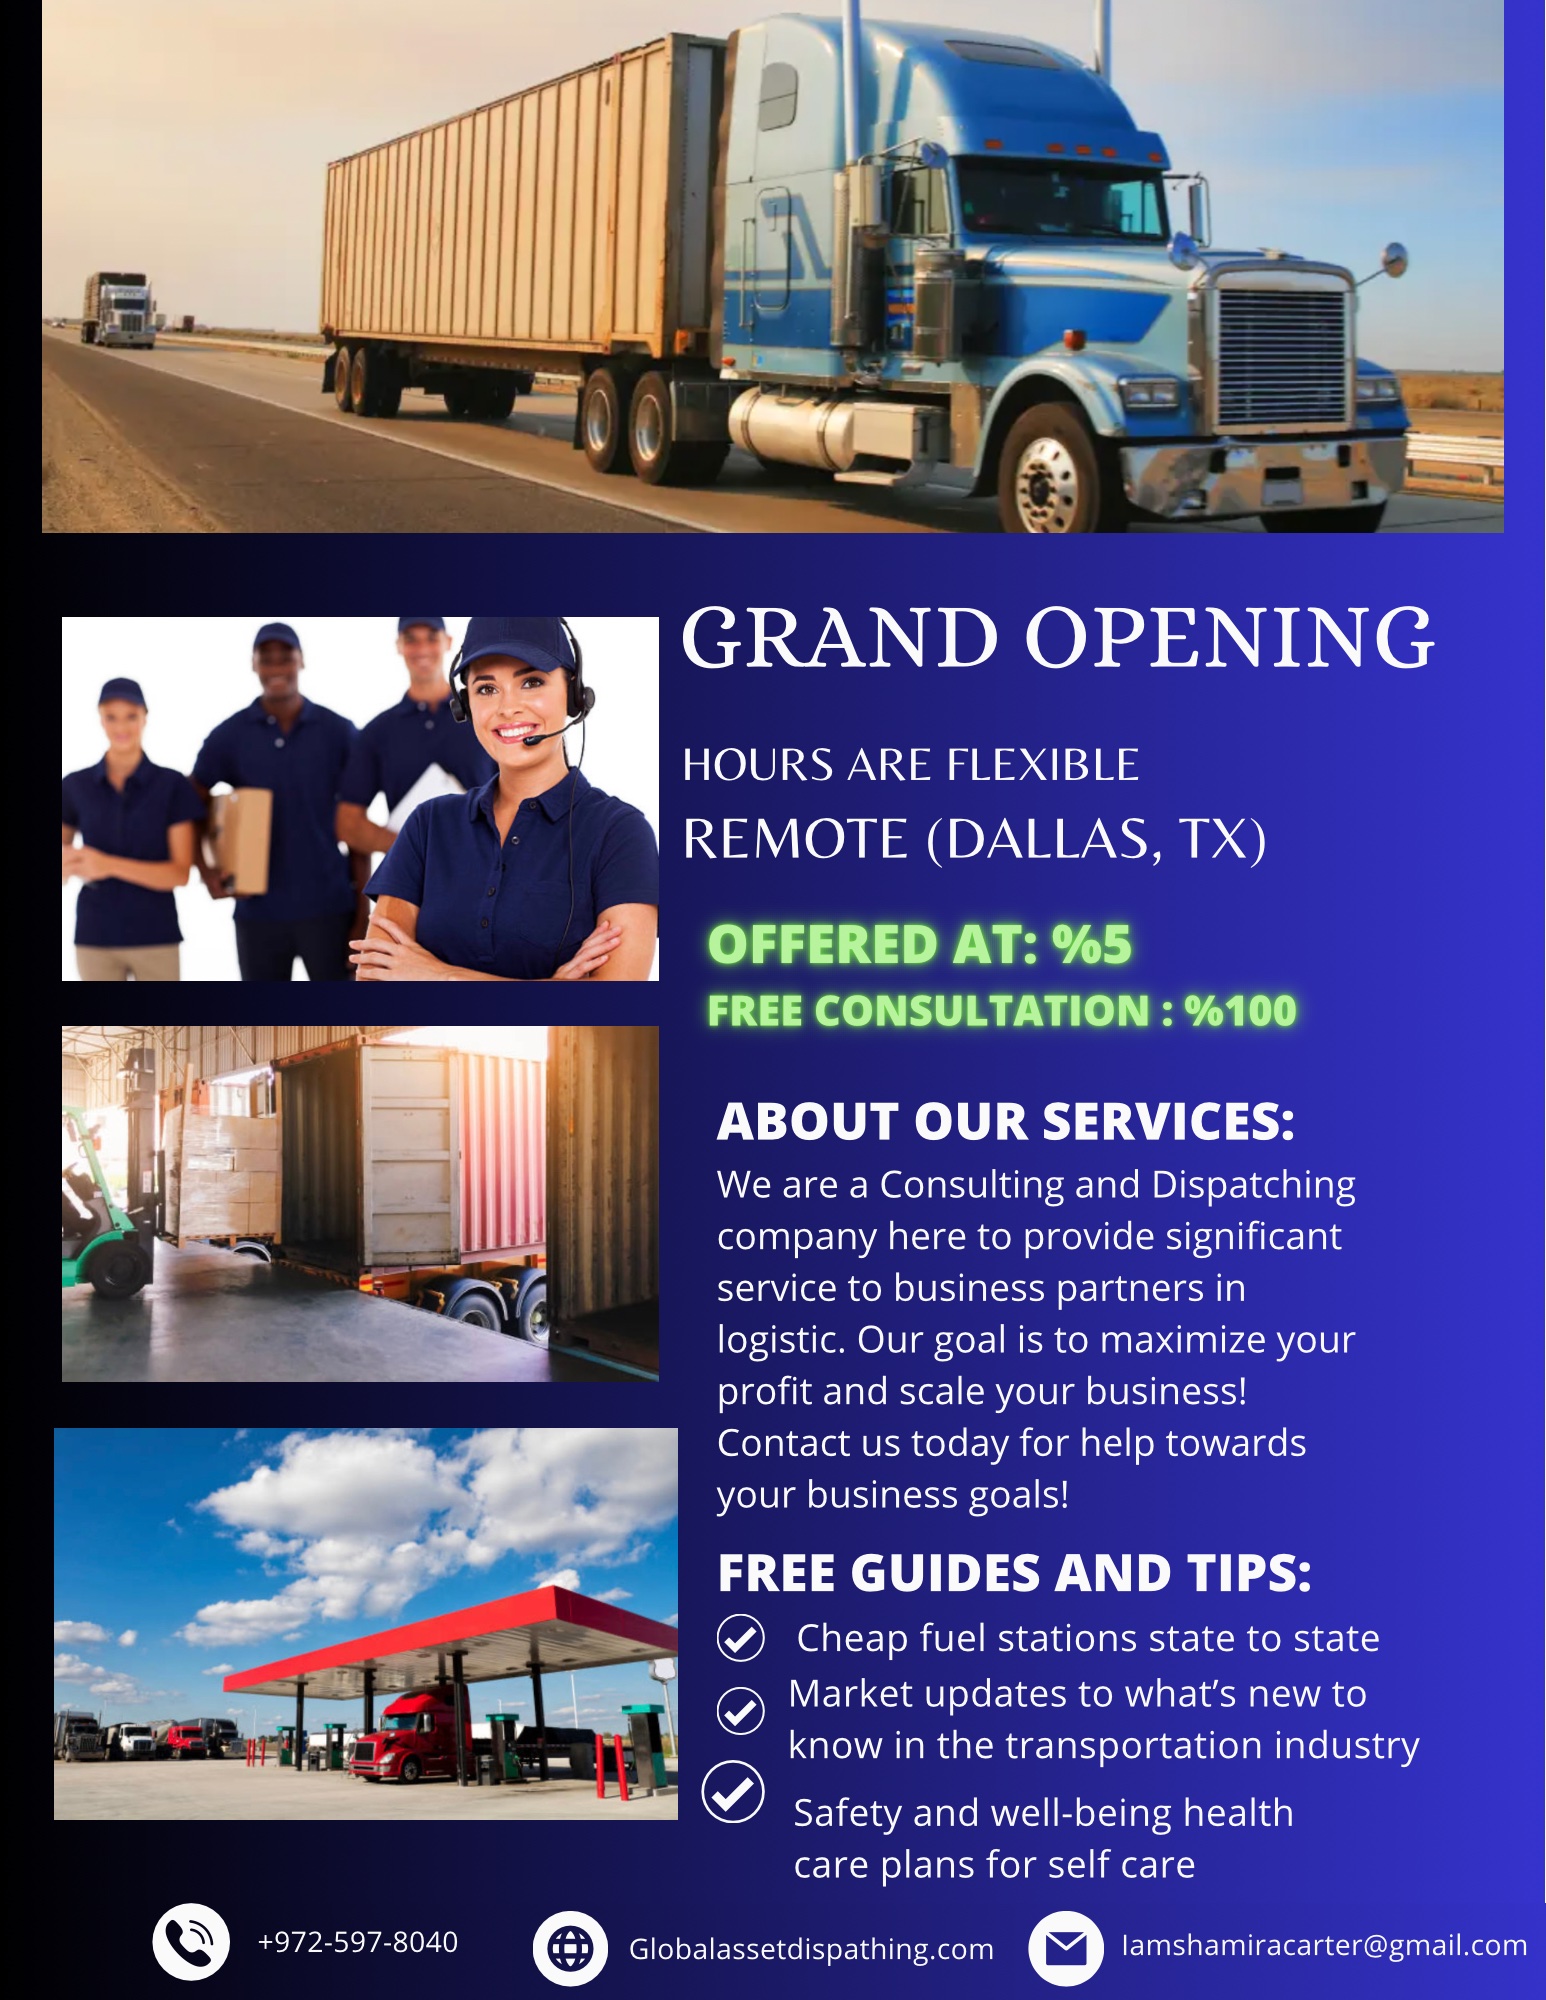 GRAND OPENING
HOURS ARE FLEXIBLE
REMOTE (DALLAS, TX)
OFFERED AT: %5
FREE CONSULTATION : %100
ABOUT OUR SERVICES:
We are a Consulting and Dispatching
company here to provide significant
service to business partners in
logistic. Our goal is to maximize your
profit and scale your business!
Contact us today for help towards
your business goals!
FREE GUIDES AND TIPS:
Cheap fuel stations state to state
Market updates to what’s new to
know in the transportation industry
Safety and well-being health
care plans for self care
+972-597-8040
Globalassetdispathing.com
Iamshamiracarter@gmail.com